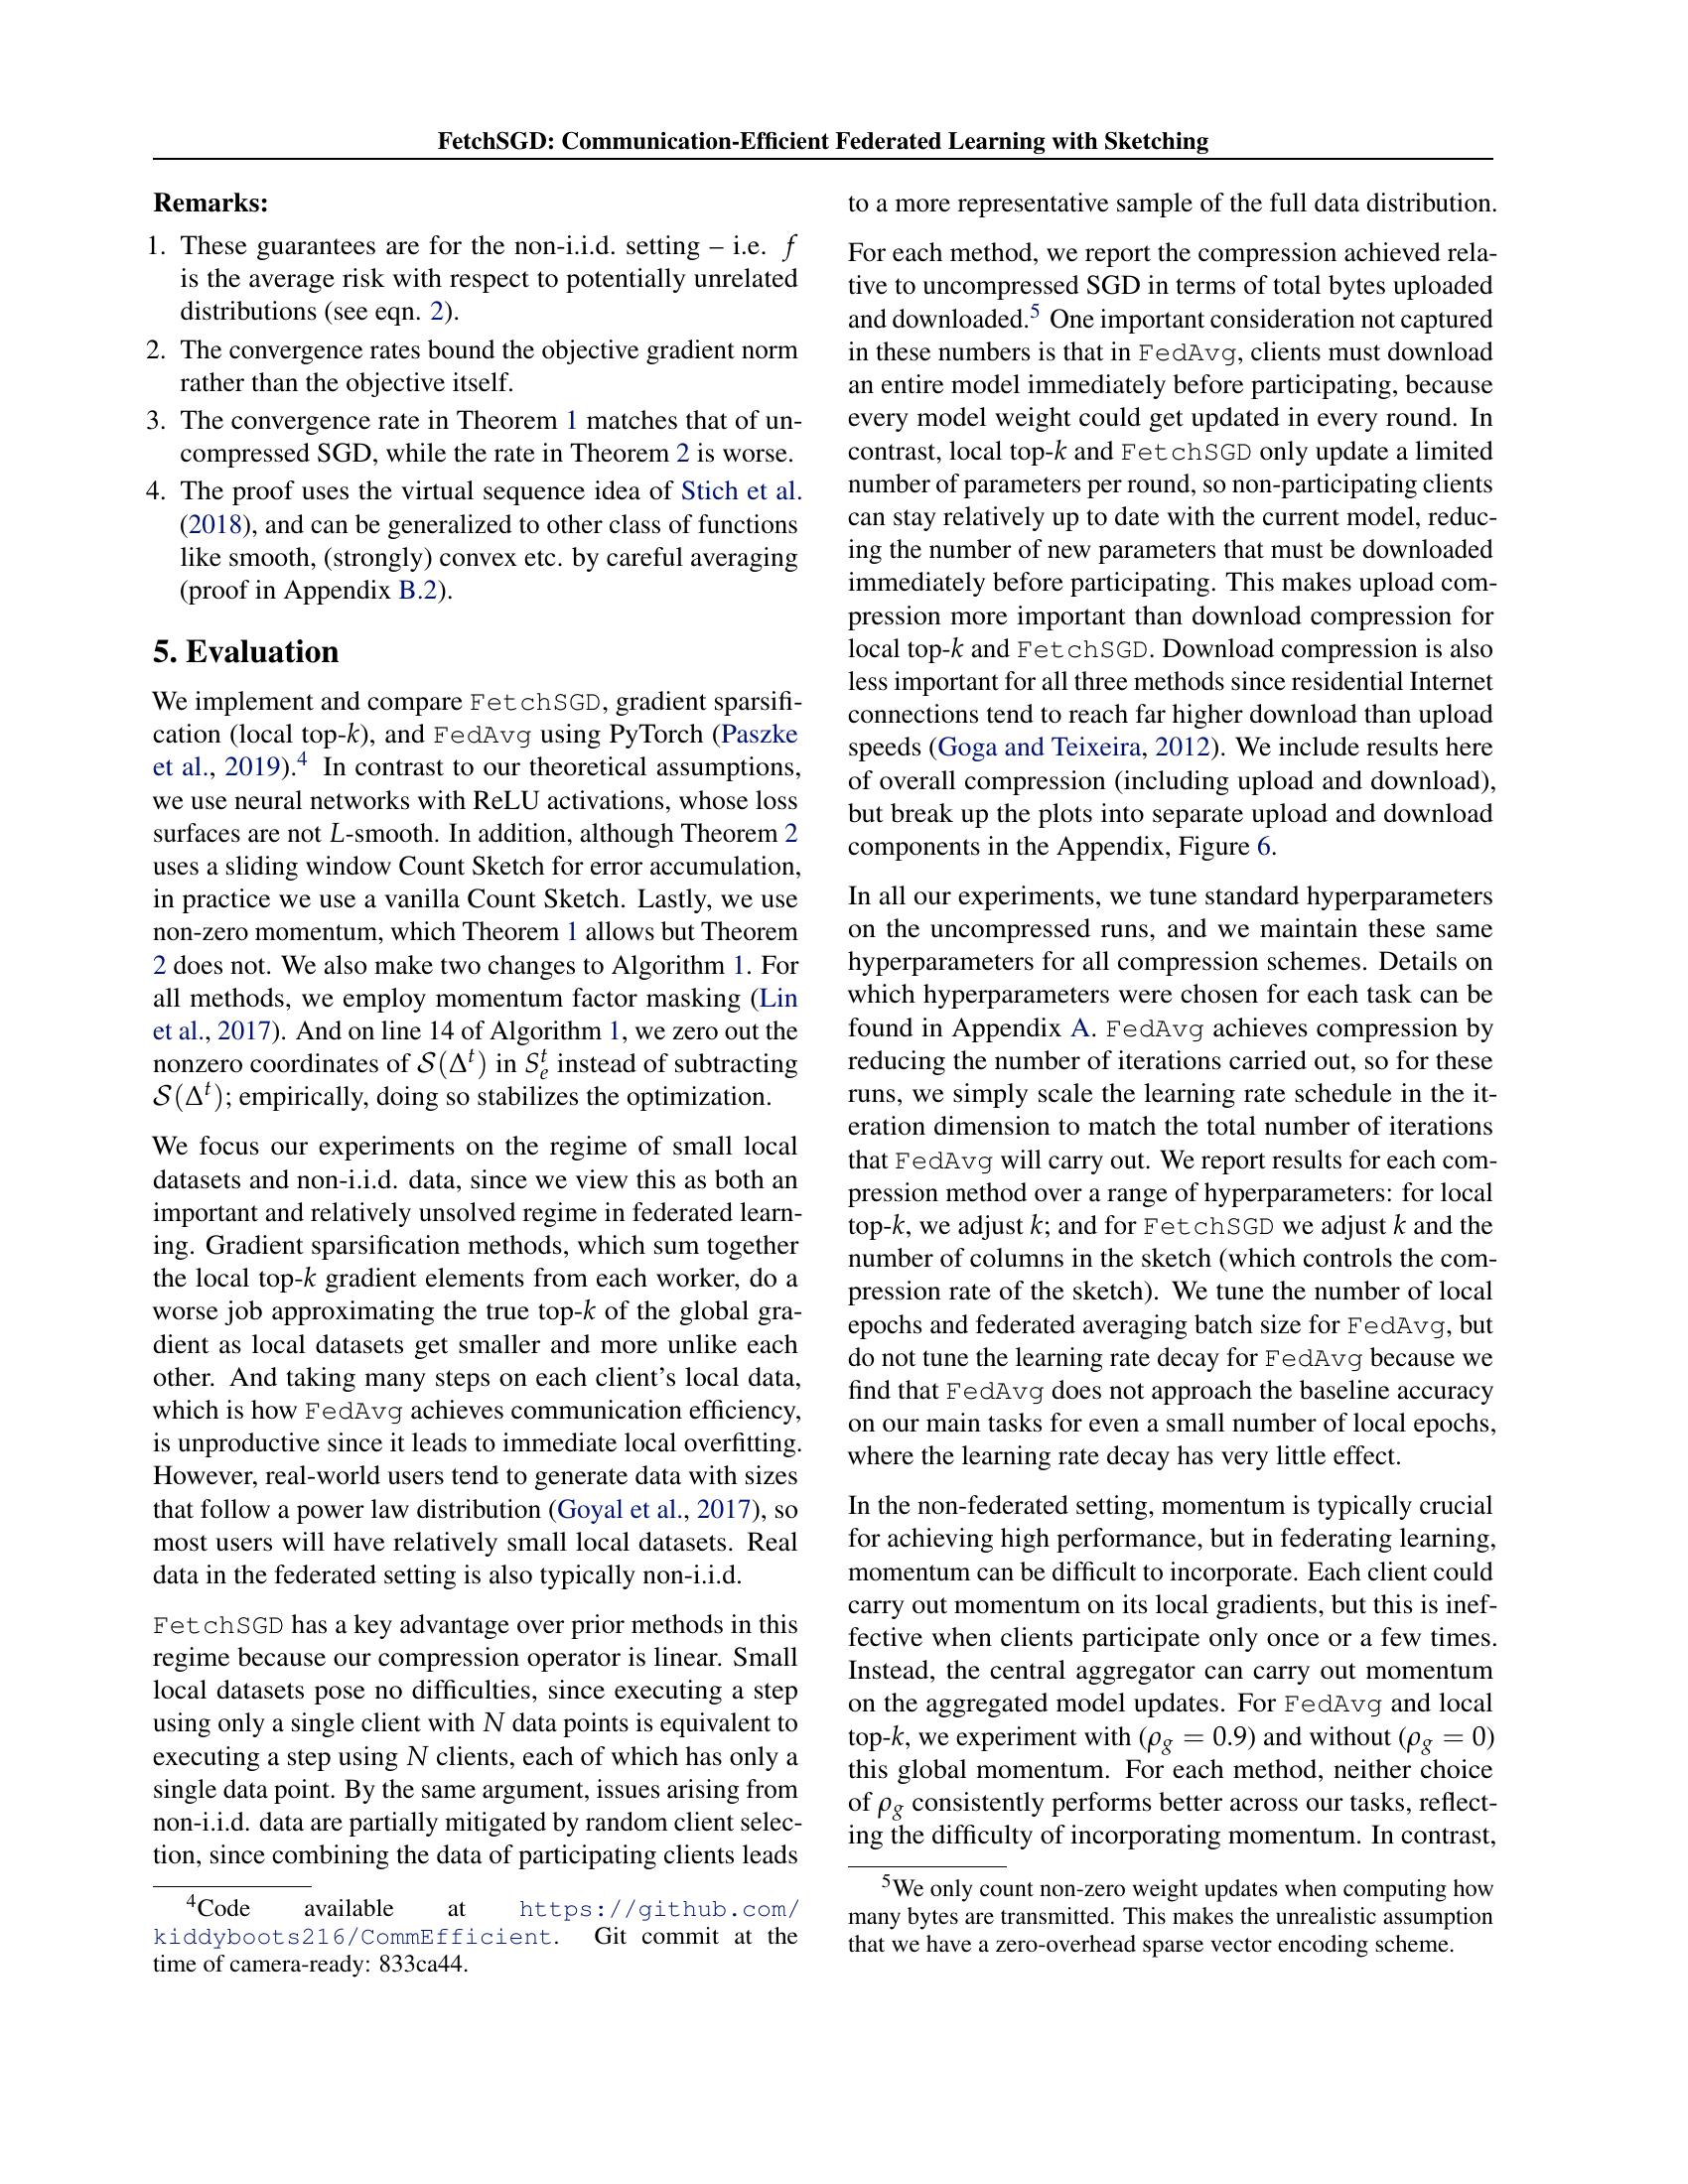 FetchSGD: Communication-Efficient Federated Learning with Sketching
Remarks:
1. These guarantees are for the non-i.i.d. setting – i.e. f
is the average risk with respect to potentially unrelated
distributions (see eqn. 2).
2. The convergence rates bound the objective gradient norm
rather than the objective itself.
3. The convergence rate in Theorem 1 matches that of un-
compressed SGD, while the rate in Theorem 2 is worse.
4. The proof uses the virtual sequence idea of Stich et al.
(2018), and can be generalized to other class of functions
like smooth, (strongly) convex etc. by careful averaging
(proof in Appendix B.2).
5. Evaluation
We implement and compare FetchSGD, gradient sparsifi-
cation (local top-k), and FedAvg using PyTorch (Paszke
et al., 2019).⁴ In contrast to our theoretical assumptions,
we use neural networks with ReLU activations, whose loss
surfaces are not L-smooth. In addition, although Theorem 2
uses a sliding window Count Sketch for error accumulation,
in practice we use a vanilla Count Sketch. Lastly, we use
non-zero momentum, which Theorem 1 allows but Theorem
2 does not. We also make two changes to Algorithm 1. For
all methods, we employ momentum factor masking (Lin
et al., 2017). And on line 14 of Algorithm 1, we zero out the
nonzero coordinates of S(Δᵗ) in Sₑᵗ instead of subtracting
S(Δᵗ); empirically, doing so stabilizes the optimization.
We focus our experiments on the regime of small local
datasets and non-i.i.d. data, since we view this as both an
important and relatively unsolved regime in federated learn-
ing. Gradient sparsification methods, which sum together
the local top-k gradient elements from each worker, do a
worse job approximating the true top-k of the global gra-
dient as local datasets get smaller and more unlike each
other. And taking many steps on each client's local data,
which is how FedAvg achieves communication efficiency,
is unproductive since it leads to immediate local overfitting.
However, real-world users tend to generate data with sizes
that follow a power law distribution (Goyal et al., 2017), so
most users will have relatively small local datasets. Real
data in the federated setting is also typically non-i.i.d.
FetchSGD has a key advantage over prior methods in this
regime because our compression operator is linear. Small
local datasets pose no difficulties, since executing a step
using only a single client with N data points is equivalent to
executing a step using N clients, each of which has only a
single data point. By the same argument, issues arising from
non-i.i.d. data are partially mitigated by random client selec-
tion, since combining the data of participating clients leads
⁴Code available at https://github.com/
kiddyboots216/CommEfficient. Git commit at the
time of camera-ready: 833ca44.
to a more representative sample of the full data distribution.
For each method, we report the compression achieved rela-
tive to uncompressed SGD in terms of total bytes uploaded
and downloaded.⁵ One important consideration not captured
in these numbers is that in FedAvg, clients must download
an entire model immediately before participating, because
every model weight could get updated in every round. In
contrast, local top-k and FetchSGD only update a limited
number of parameters per round, so non-participating clients
can stay relatively up to date with the current model, reduc-
ing the number of new parameters that must be downloaded
immediately before participating. This makes upload com-
pression more important than download compression for
local top-k and FetchSGD. Download compression is also
less important for all three methods since residential Internet
connections tend to reach far higher download than upload
speeds (Goga and Teixeira, 2012). We include results here
of overall compression (including upload and download),
but break up the plots into separate upload and download
components in the Appendix, Figure 6.
In all our experiments, we tune standard hyperparameters
on the uncompressed runs, and we maintain these same
hyperparameters for all compression schemes. Details on
which hyperparameters were chosen for each task can be
found in Appendix A. FedAvg achieves compression by
reducing the number of iterations carried out, so for these
runs, we simply scale the learning rate schedule in the it-
eration dimension to match the total number of iterations
that FedAvg will carry out. We report results for each com-
pression method over a range of hyperparameters: for local
top-k, we adjust k; and for FetchSGD we adjust k and the
number of columns in the sketch (which controls the com-
pression rate of the sketch). We tune the number of local
epochs and federated averaging batch size for FedAvg, but
do not tune the learning rate decay for FedAvg because we
find that FedAvg does not approach the baseline accuracy
on our main tasks for even a small number of local epochs,
where the learning rate decay has very little effect.
In the non-federated setting, momentum is typically crucial
for achieving high performance, but in federating learning,
momentum can be difficult to incorporate. Each client could
carry out momentum on its local gradients, but this is inef-
fective when clients participate only once or a few times.
Instead, the central aggregator can carry out momentum
on the aggregated model updates. For FedAvg and local
top-k, we experiment with (ρ_g = 0.9) and without (ρ_g = 0)
this global momentum. For each method, neither choice
of ρ_g consistently performs better across our tasks, reflect-
ing the difficulty of incorporating momentum. In contrast,
⁵We only count non-zero weight updates when computing how
many bytes are transmitted. This makes the unrealistic assumption
that we have a zero-overhead sparse vector encoding scheme.